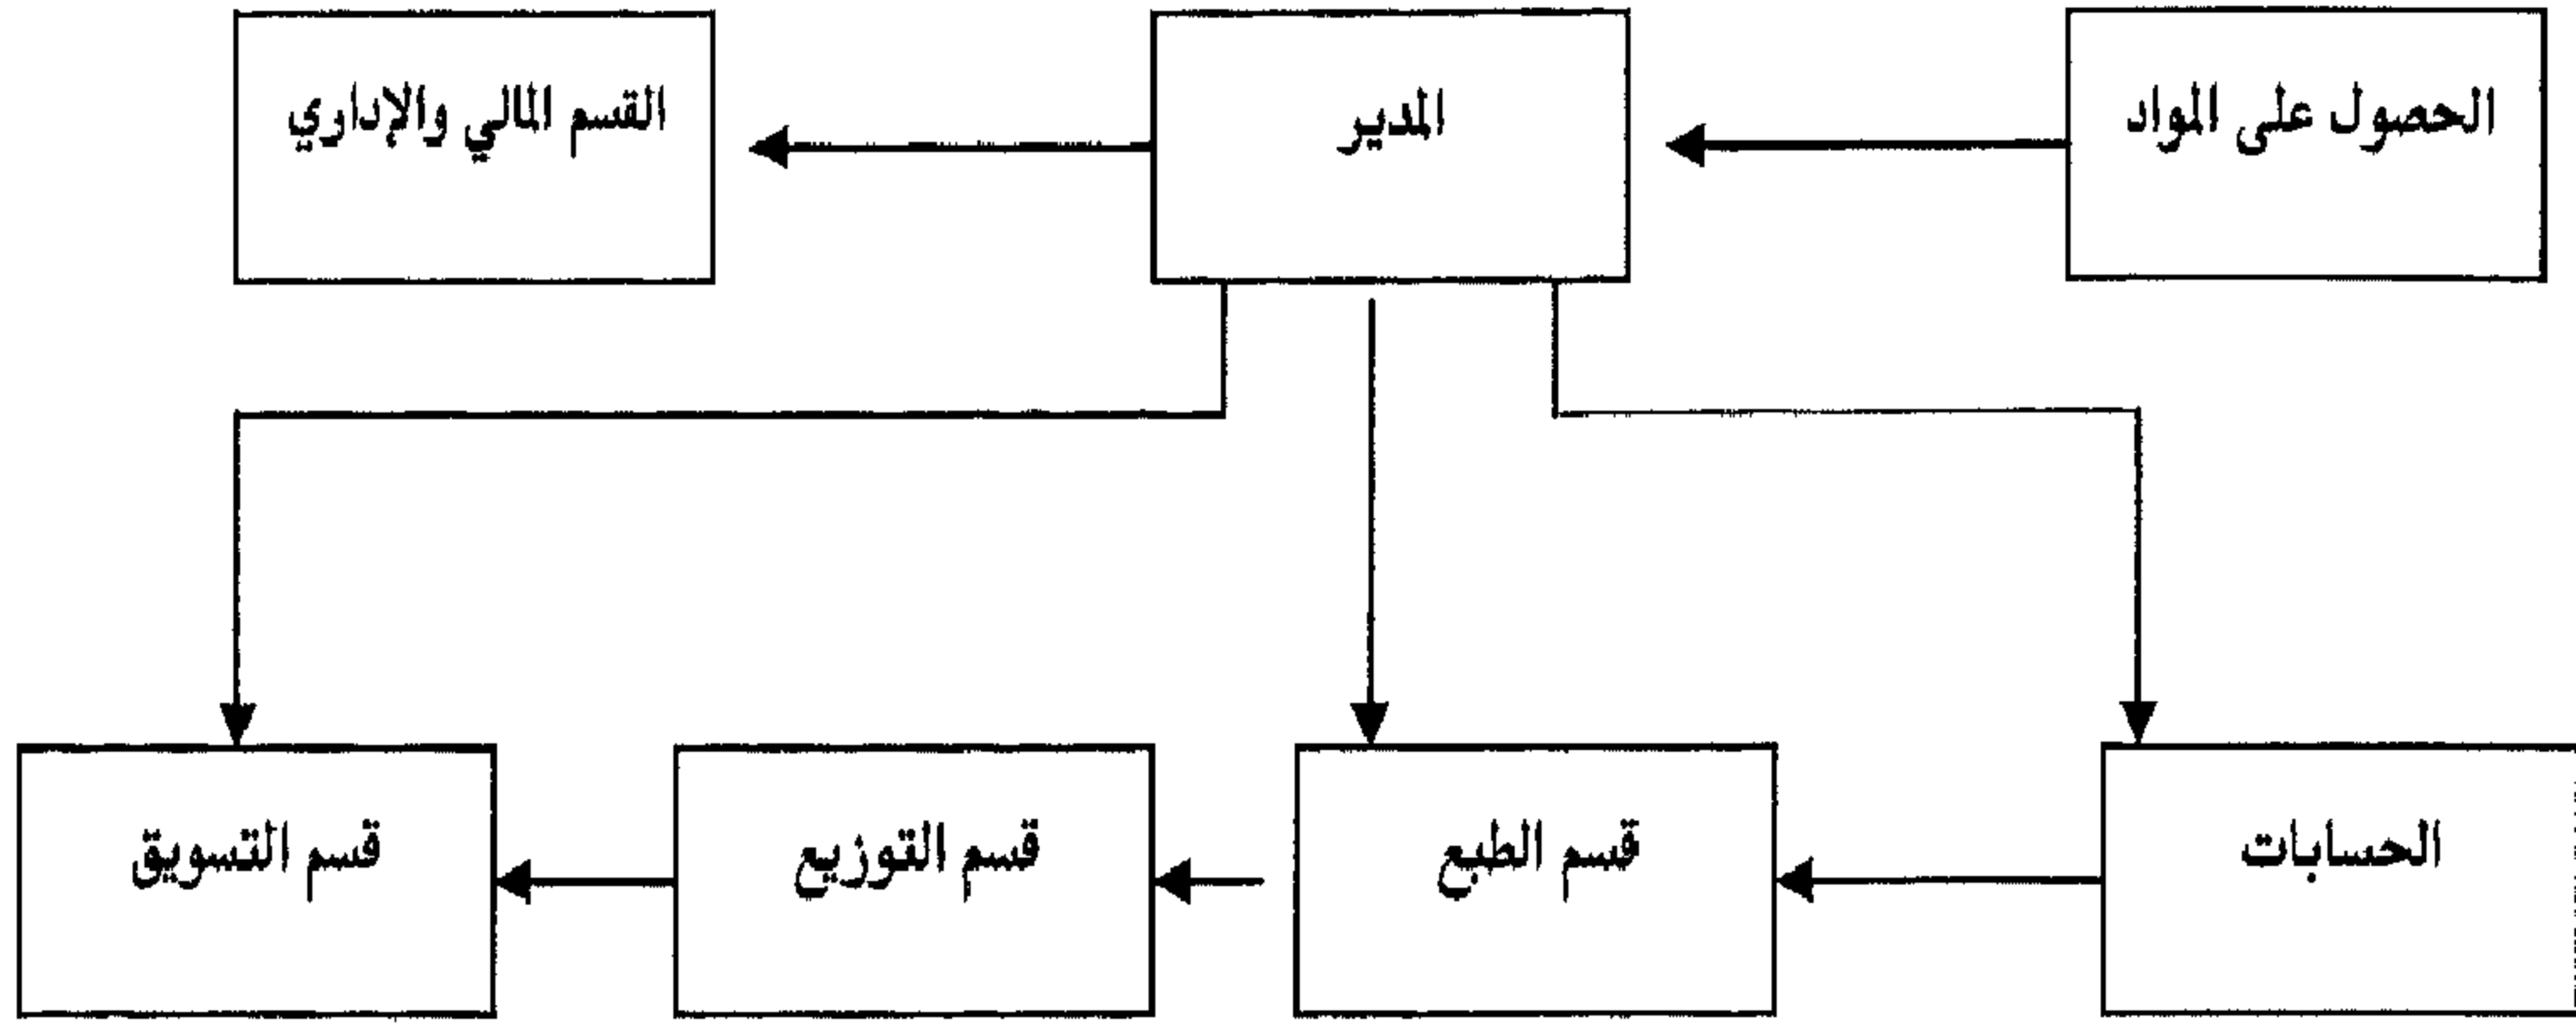 الحصول على المواد
المدير
القسم المالي والإداري
الحسابات
قسم الطبع
قسم التوزيع
قسم التسويق